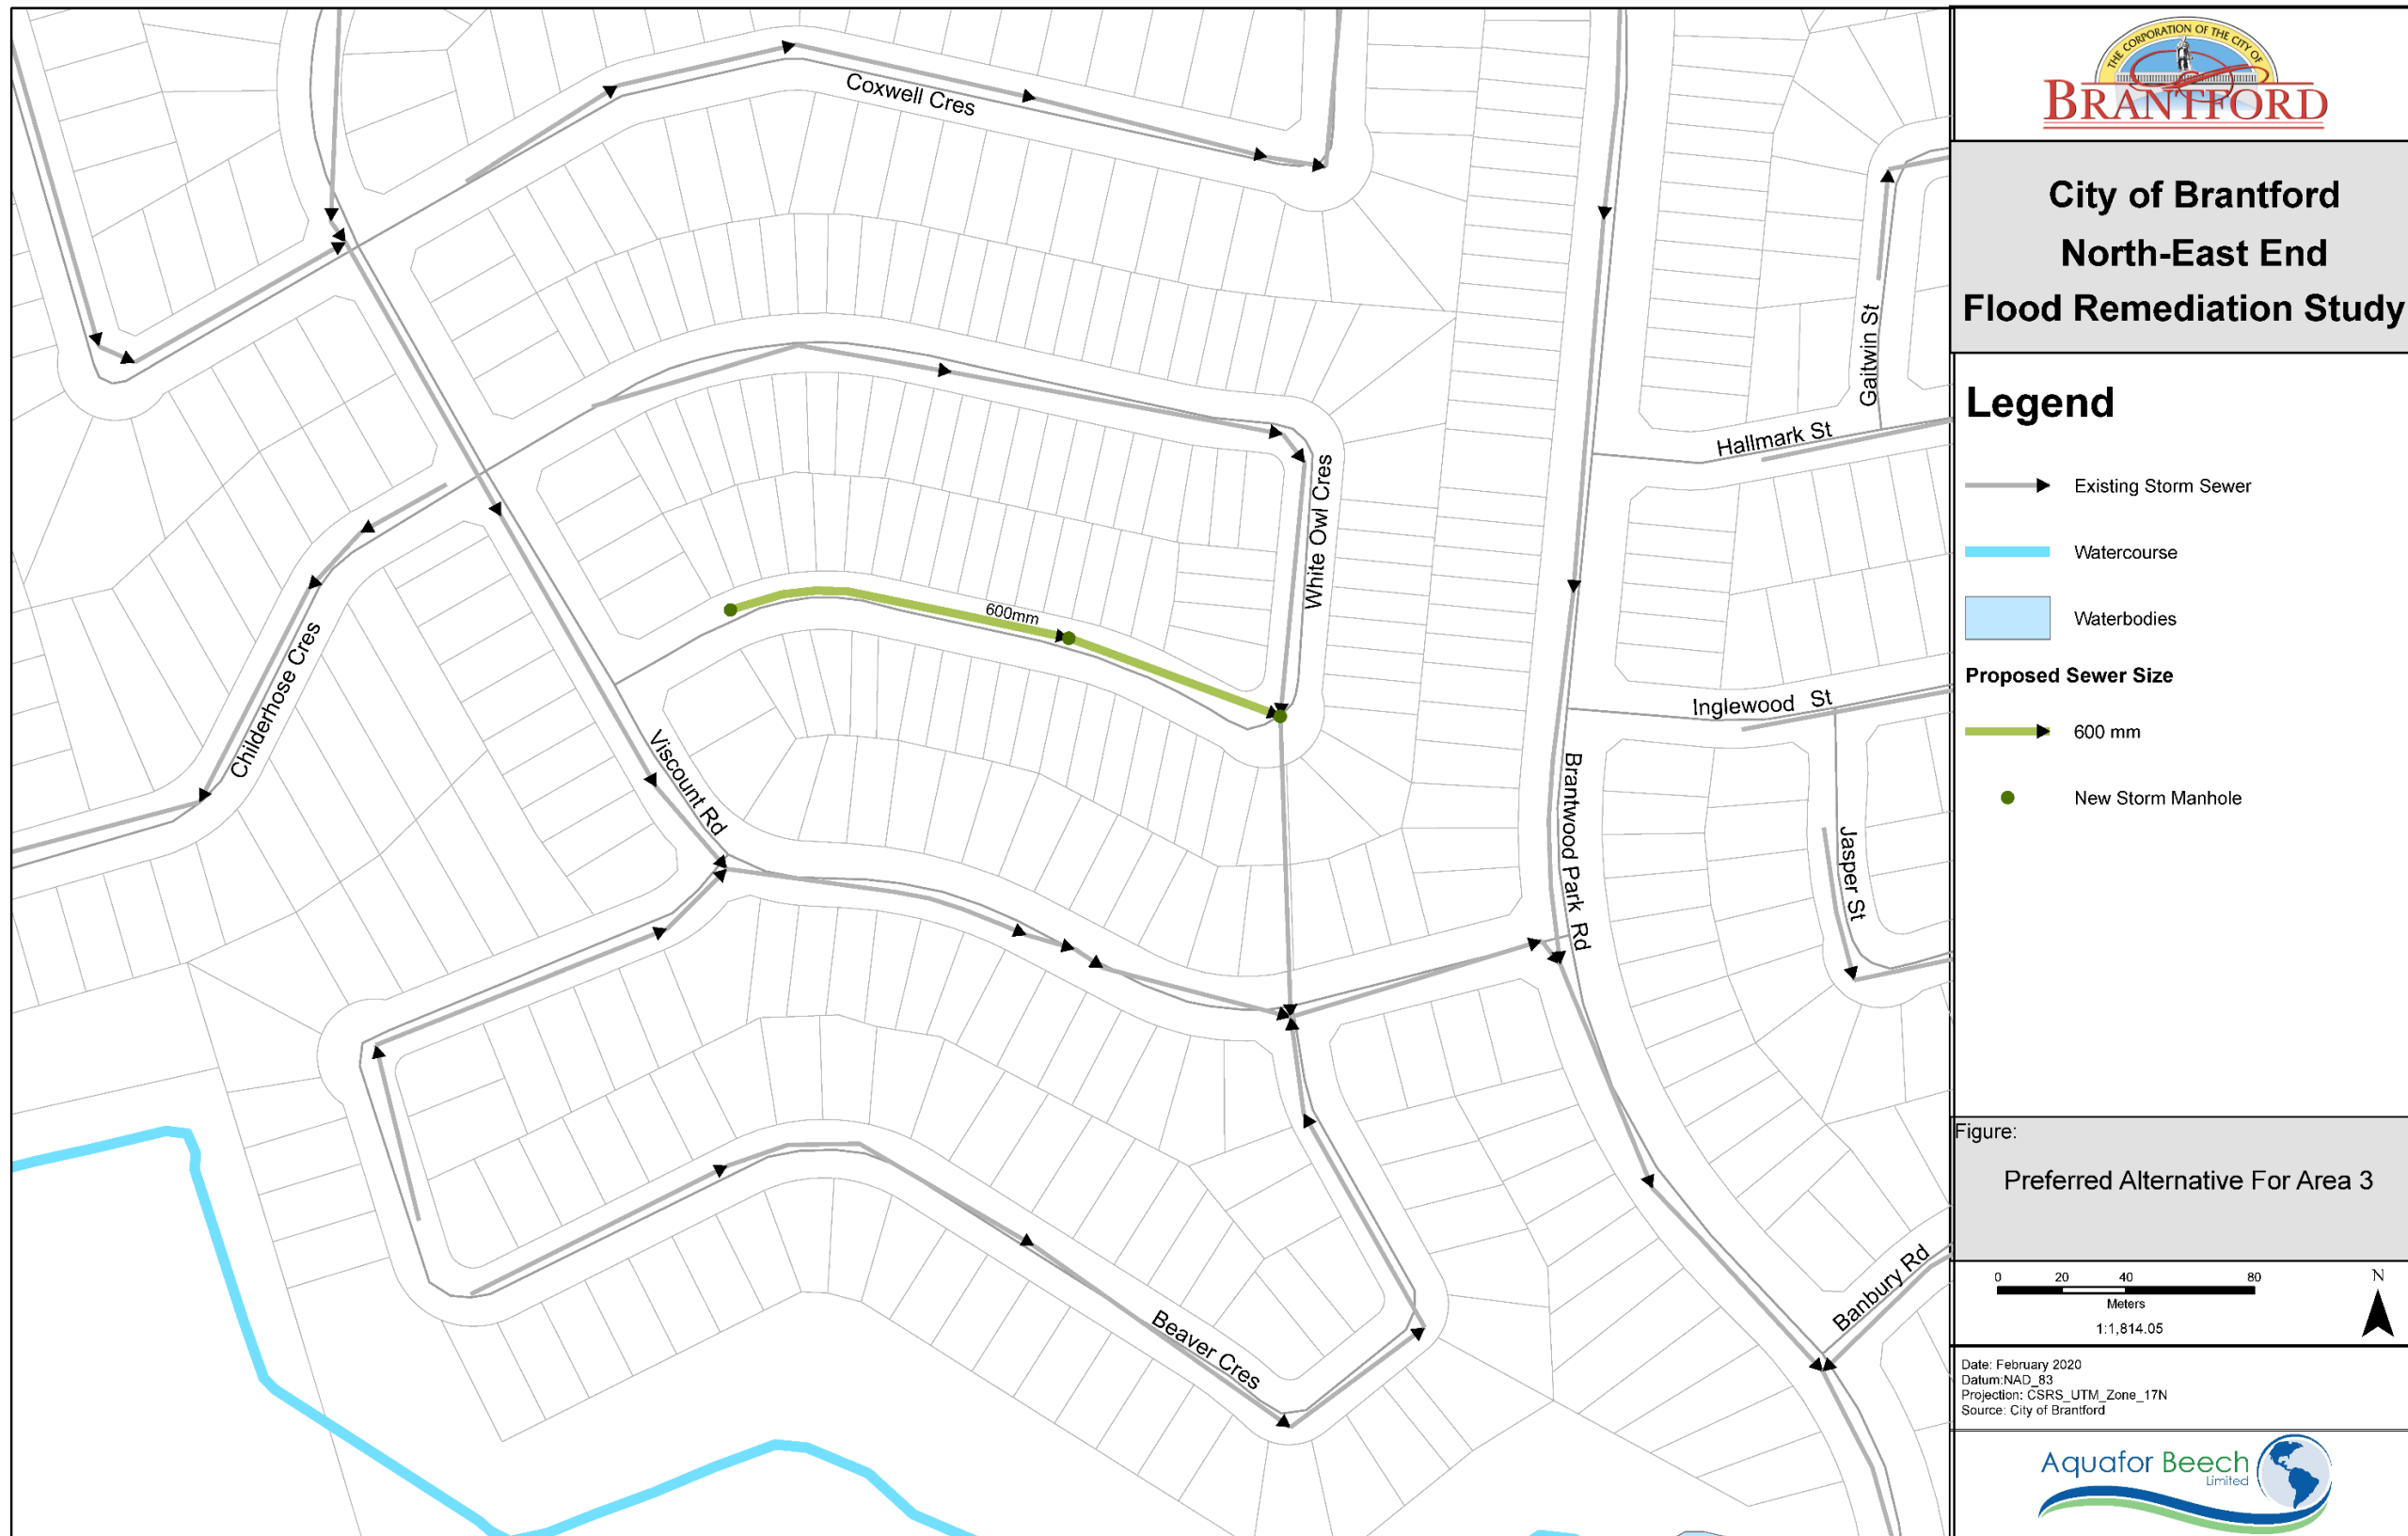 Coxwell Cres
White Owl Cres
600mm
Childerhose Cres
Viscount Rd
Beaver Cres
Brantwood Park Rd
Gaitwin St
Hallmark St
Inglewood St
Jasper St
Banbury Rd
THE CORPORATION OF THE CITY OF
BRANTFORD
City of Brantford
North-East End
Flood Remediation Study
Legend
Existing Storm Sewer
Watercourse
Waterbodies
Proposed Sewer Size
600 mm
New Storm Manhole
Figure:
Preferred Alternative For Area 3
0 20 40 80
Meters
1:1,814.05
N
Date: February 2020
Datum:NAD_83
Projection: CSRS_UTM_Zone_17N
Source: City of Brantford
Aquafor Beech
Limited